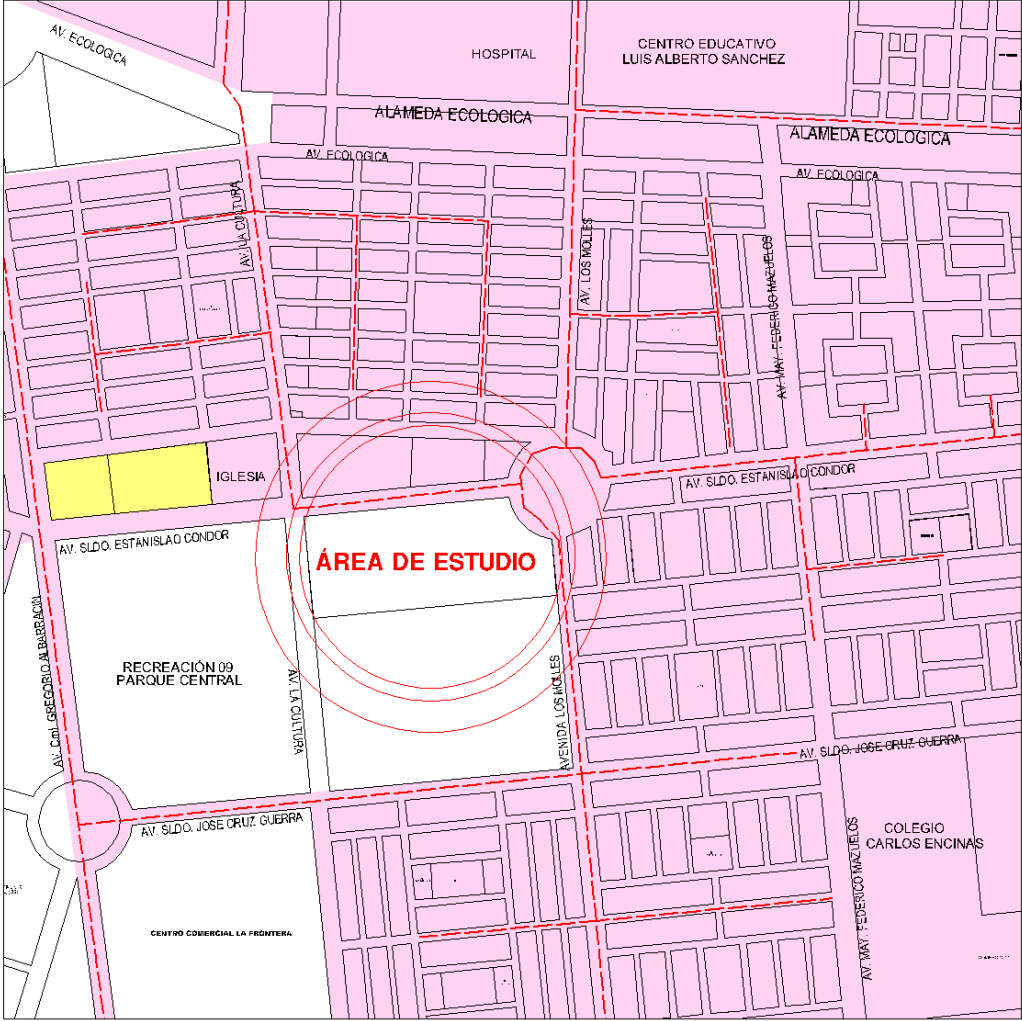 AV. ECOLOGICA
HOSPITAL
CENTRO EDUCATIVO
LUIS ALBERTO SANCHEZ
ALAMEDA ECOLOGICA
ALAMEDA ECOLOGICA
AV. ECOLOGICA
AV. ECOLOGICA
AV. LA CULTURA
AV. LOS MOLLES
AV. MAY. FEDERICO MAZUELOS
IGLESIA
AV. SLDO. ESTANISLAO CONDOR
AV. SLDO. ESTANISLAO CONDOR
ÁREA DE ESTUDIO
AV. Crnl. GREGORIO ALBARRACIN
RECREACIÓN 09
PARQUE CENTRAL
AV. LA CULTURA
AVENIDA LOS MOLLES
AV. SLDO. JOSE CRUZ GUERRA
AV. SLDO. JOSE CRUZ GUERRA
COLEGIO
CARLOS ENCINAS
AV. MAY. FEDERICO MAZUELOS
CENTRO COMERCIAL LA FRONTERA